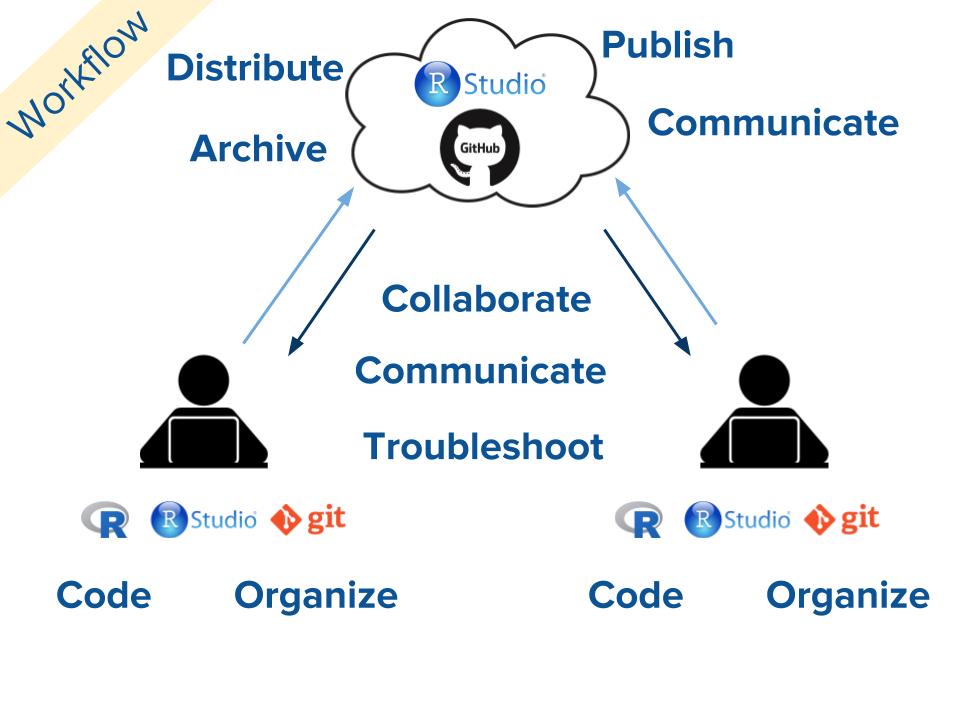 Workflow
Distribute
Publish
R Studio
Archive
GitHub
Communicate
Collaborate
Communicate
Troubleshoot
R R Studio git
R R Studio git
Code Organize
Code Organize